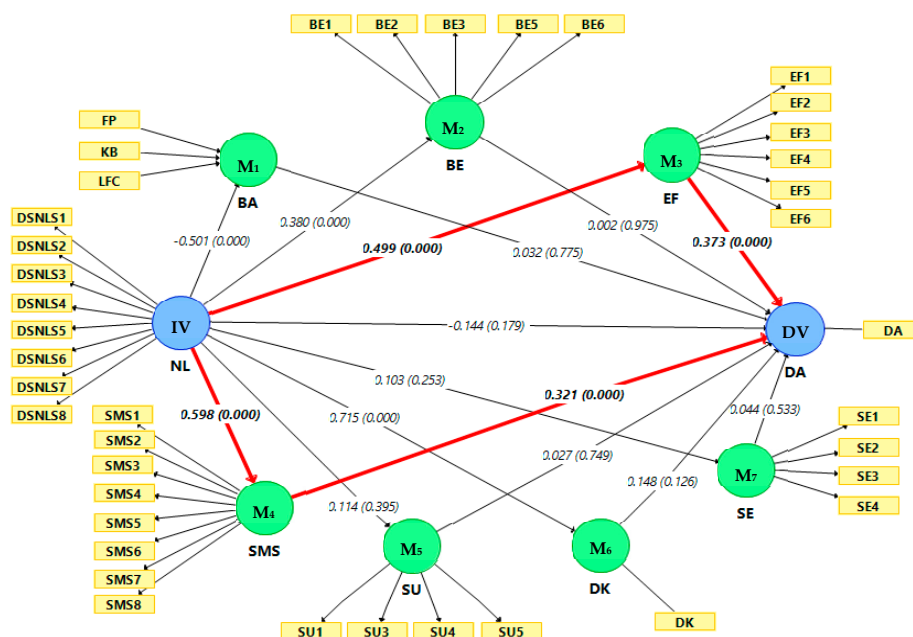 BE1
BE2
BE3
BE5
BE6
M2
BE
EF1
EF2
EF3
EF4
EF5
EF6
M3
EF
FP
KB
LFC
M1
BA
DSNLS1
DSNLS2
DSNLS3
DSNLS4
DSNLS5
DSNLS6
DSNLS7
DSNLS8
IV
NL
-0.501 (0.000)
0.380 (0.000)
0.499 (0.000)
0.032 (0.775)
0.002 (0.975)
0.373 (0.000)
-0.144 (0.179)
DV
DA
DA
0.598 (0.000)
0.103 (0.253)
0.321 (0.000)
0.715 (0.000)
0.044 (0.533)
0.027 (0.749)
0.148 (0.126)
0.114 (0.395)
SMS1
SMS2
SMS3
SMS4
SMS5
SMS6
SMS7
SMS8
M4
SMS
M5
SU
SU1
SU3
SU4
SU5
M6
DK
DK
M7
SE
SE1
SE2
SE3
SE4